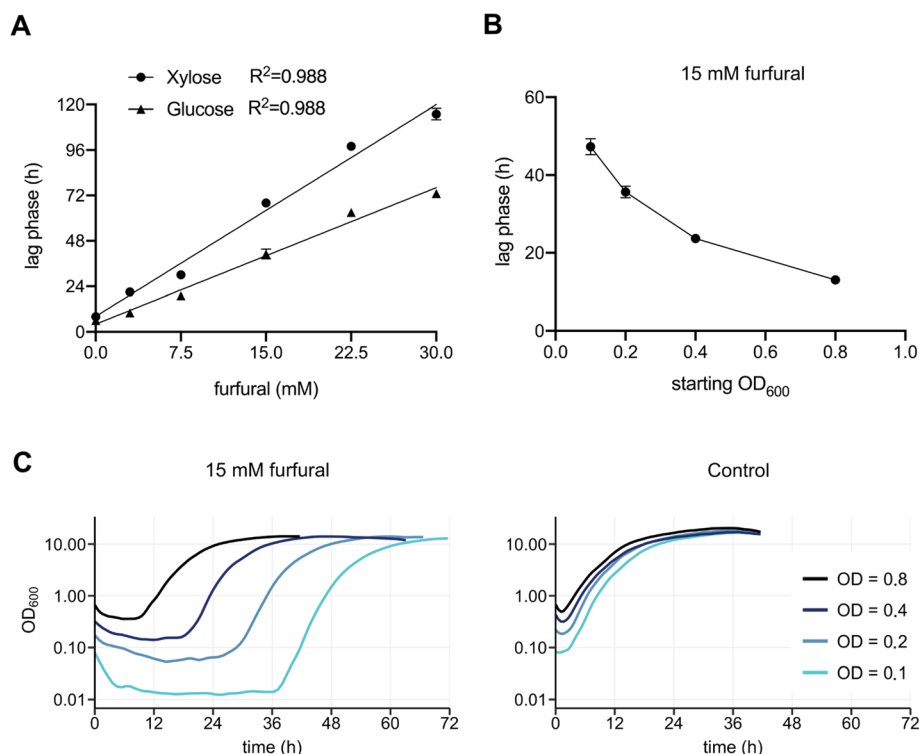 A
Xylose R²=0.988
Glucose R²=0.988
lag phase (h)
120
96
72
48
24
0
0.0 7.5 15.0 22.5 30.0
furfural (mM)
B
15 mM furfural
lag phase (h)
60
40
20
0
0.0 0.2 0.4 0.6 0.8 1.0
starting OD₆₀₀
C
15 mM furfural
OD₆₀₀
10.00
1.00
0.10
0.01
0 12 24 36 48 60 72
time (h)
Control
10.00
1.00
0.10
0.01
0 12 24 36 48 60 72
time (h)
OD = 0.8
OD = 0.4
OD = 0.2
OD = 0.1